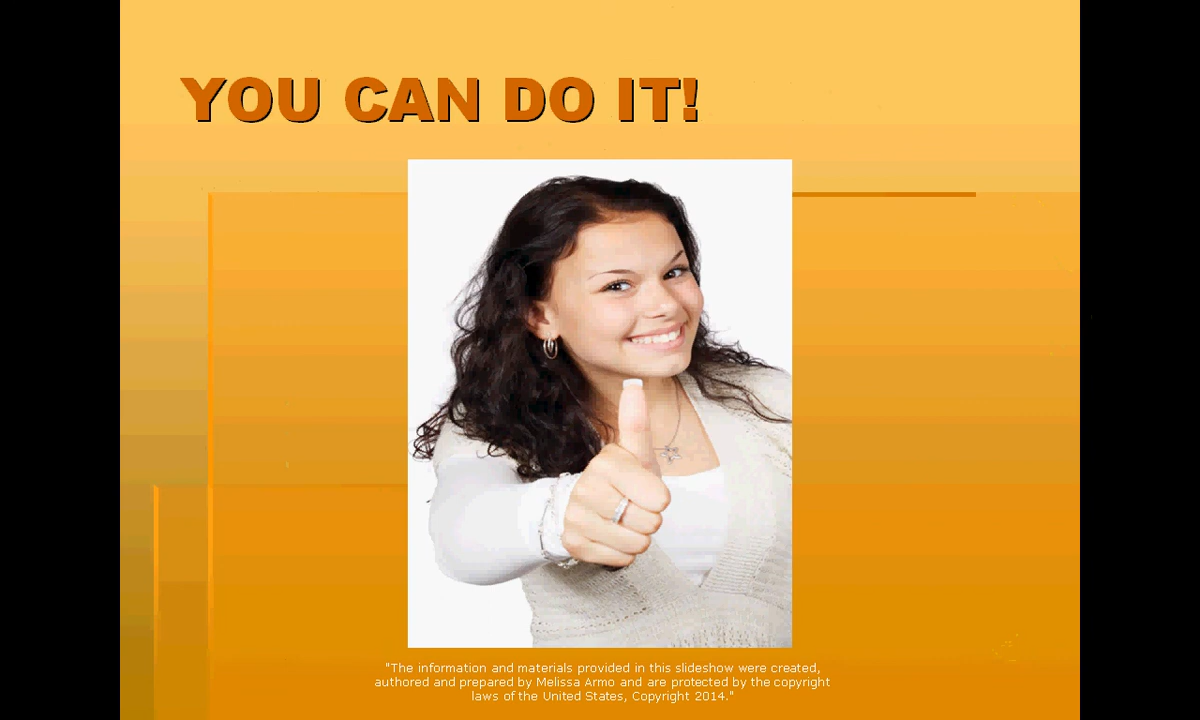 YOU CAN DO IT!
"The information and materials provided in this slideshow were created,
authored and prepared by Melissa Armo and are protected by the copyright
laws of the United States, Copyright 2014."